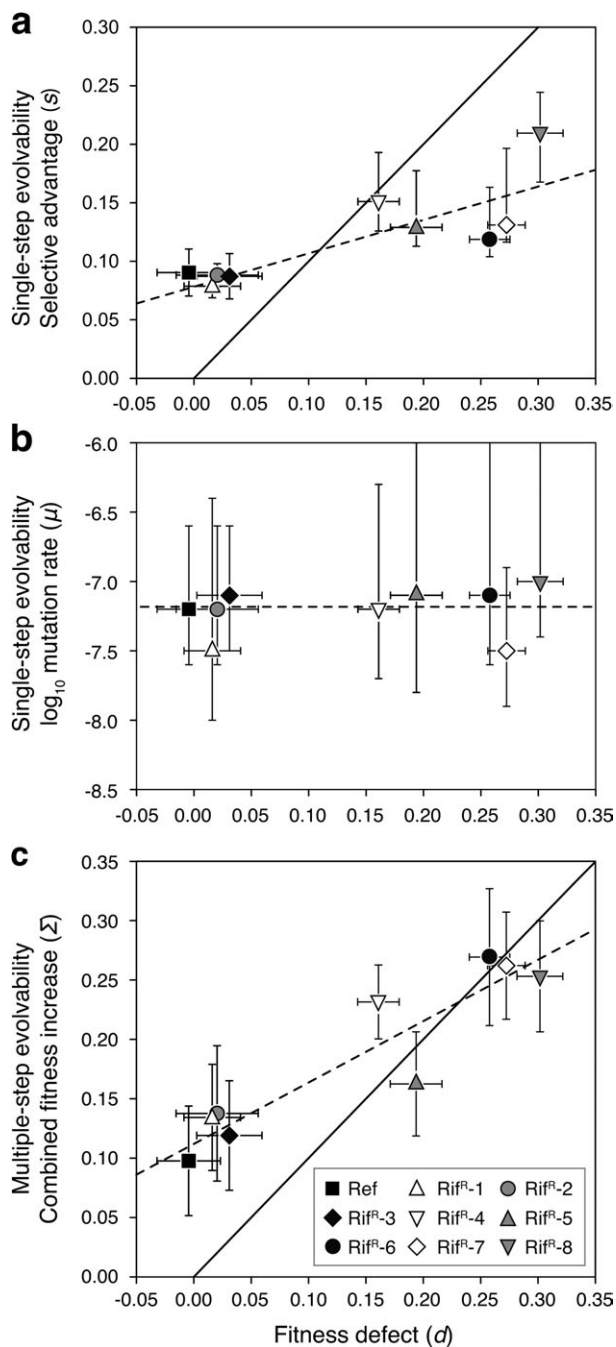 a
Single-step evolvability
Selective advantage (s)
0.30
0.25
0.20
0.15
0.10
0.05
0.00
-0.05 0.00 0.05 0.10 0.15 0.20 0.25 0.30 0.35
b
Single-step evolvability
log10 mutation rate (μ)
-6.0
-6.5
-7.0
-7.5
-8.0
-8.5
-0.05 0.00 0.05 0.10 0.15 0.20 0.25 0.30 0.35
c
Multiple-step evolvability
Combined fitness increase (Σ)
0.35
0.30
0.25
0.20
0.15
0.10
0.05
0.00
Ref RifR-1 RifR-2
RifR-3 RifR-4 RifR-5
RifR-6 RifR-7 RifR-8
-0.05 0.00 0.05 0.10 0.15 0.20 0.25 0.30 0.35
Fitness defect (d)